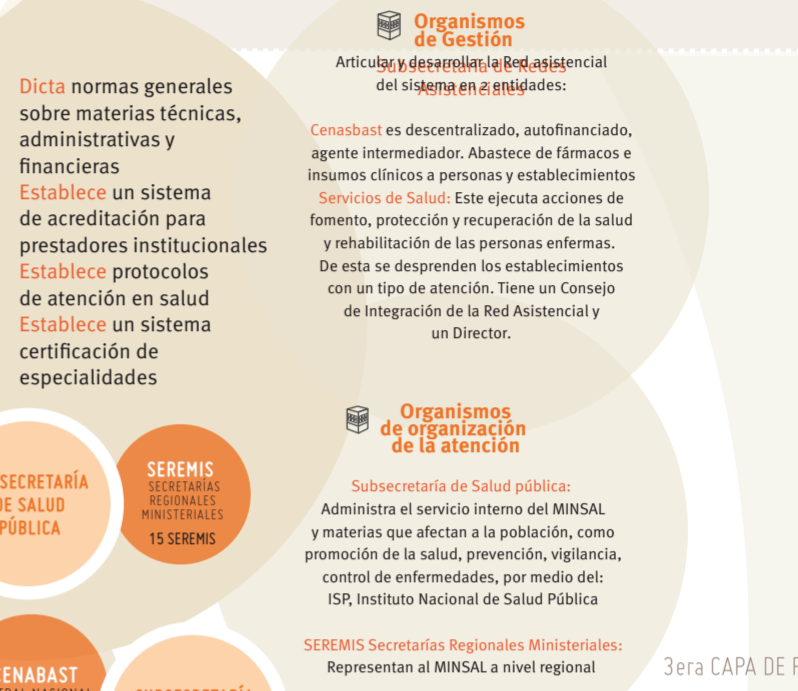 Dicta normas generales
sobre materias técnicas,
administrativas y
financieras
Establece un sistema
de acreditación para
prestadores institucionales
Establece protocolos
de atención en salud
Establece un sistema
certificación de
especialidades
SECRETARÍA
DE SALUD
PÚBLICA
SEREMIS
SECRETARÍAS
REGIONALES
MINISTERIALES
15 SEREMIS
CENABAST
Organismos
de Gestión
Articular y desarrollar la Red asistencial
Subsecretaría de Redes
del sistema en 2 entidades:
Asistenciales
Cenasbast es descentralizado, autofinanciado,
agente intermediador. Abastece de fármacos e
insumos clínicos a personas y establecimientos
Servicios de Salud: Este ejecuta acciones de
fomento, protección y recuperación de la salud
y rehabilitación de las personas enfermas.
De esta se desprenden los establecimientos
con un tipo de atención. Tiene un Consejo
de Integración de la Red Asistencial y
un Director.
Organismos
de organización
de la atención
Subsecretaría de Salud pública:
Administra el servicio interno del MINSAL
y materias que afectan a la población, como
promoción de la salud, prevención, vigilancia,
control de enfermedades, por medio del:
ISP, Instituto Nacional de Salud Pública
SEREMIS Secretarías Regionales Ministeriales:
Representan al MINSAL a nivel regional
3era CAPA DE